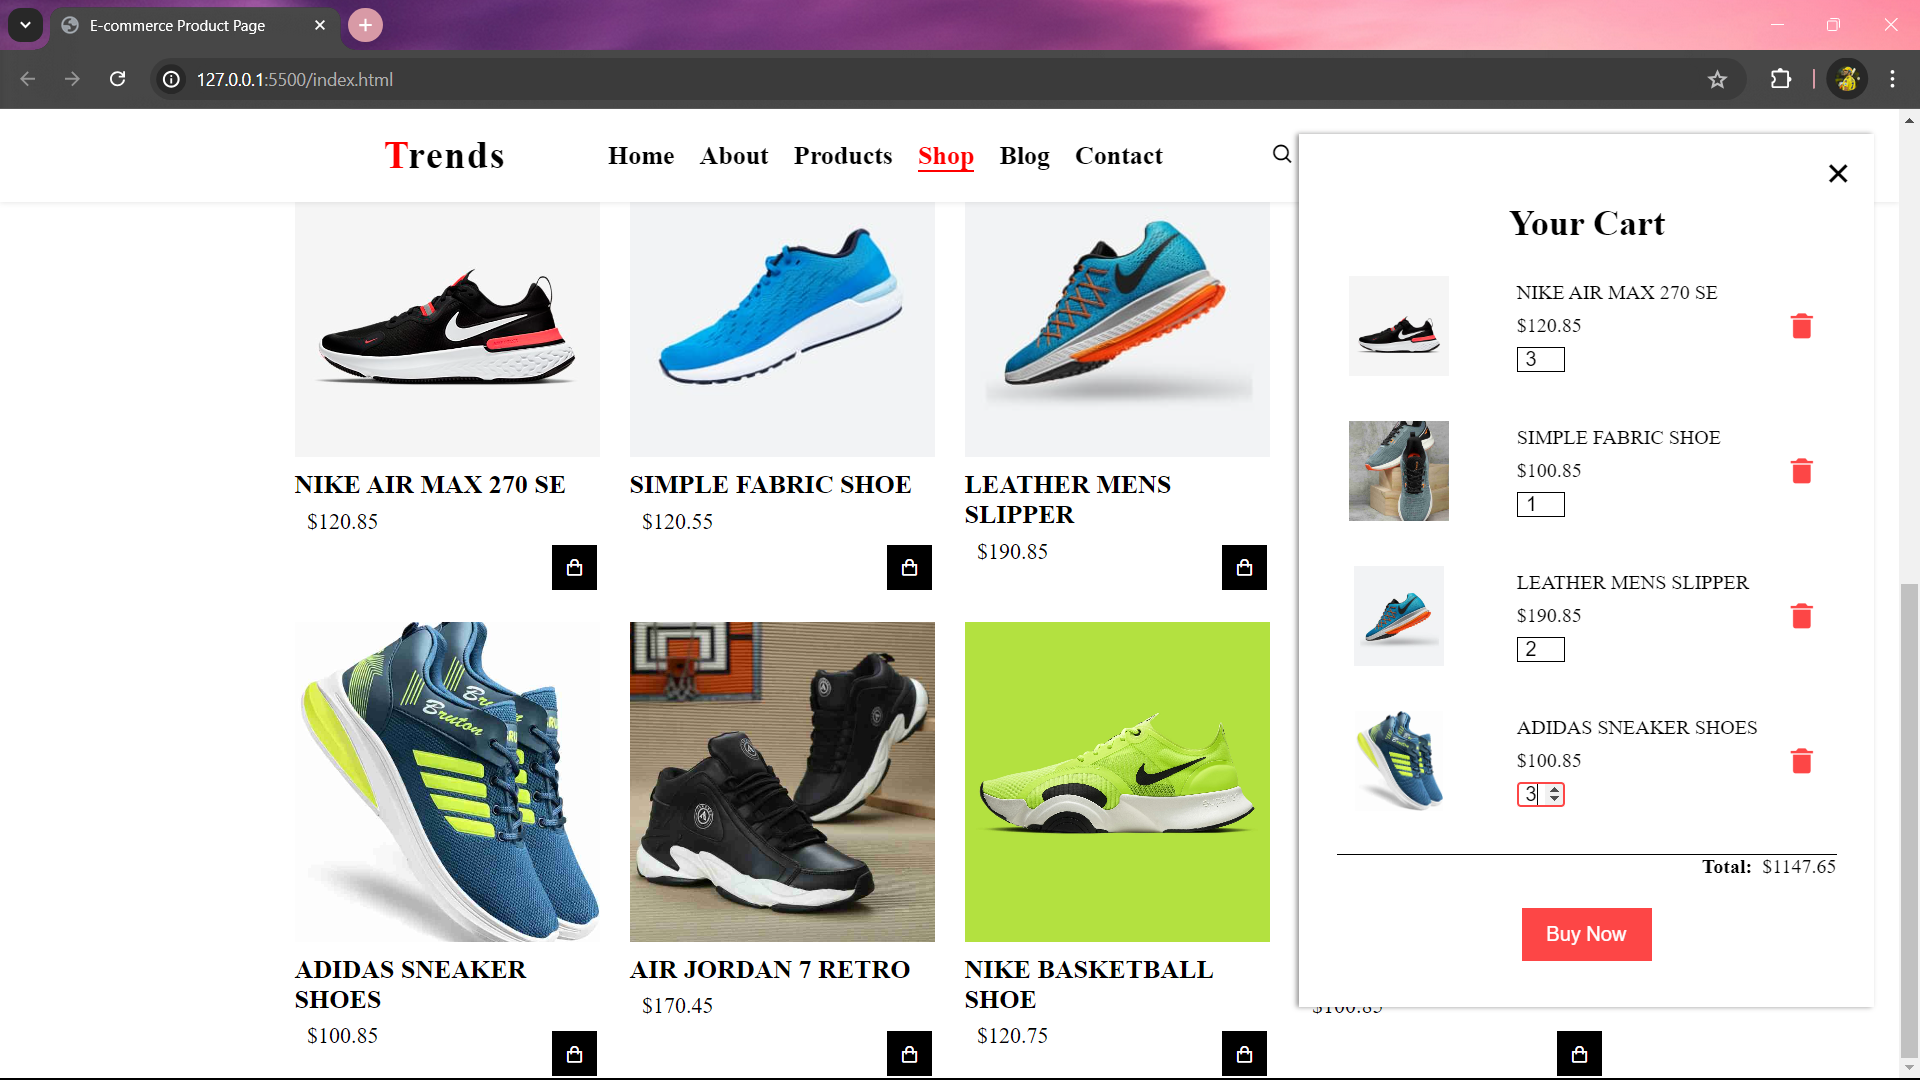 E-commerce Product Page
127.0.0.1:5500/index.html
Trends
Home About Products Shop Blog Contact
NIKE AIR MAX 270 SE
$120.85
SIMPLE FABRIC SHOE
$120.55
LEATHER MENS
SLIPPER
$190.85
Bruton
ADIDAS SNEAKER
SHOES
$100.85
AIR JORDAN 7 RETRO
$170.45
NIKE BASKETBALL
SHOE
$120.75
$100.85
Your Cart
NIKE AIR MAX 270 SE
$120.85
3
SIMPLE FABRIC SHOE
$100.85
1
LEATHER MENS SLIPPER
$190.85
2
ADIDAS SNEAKER SHOES
$100.85
3
Total: $1147.65
Buy Now